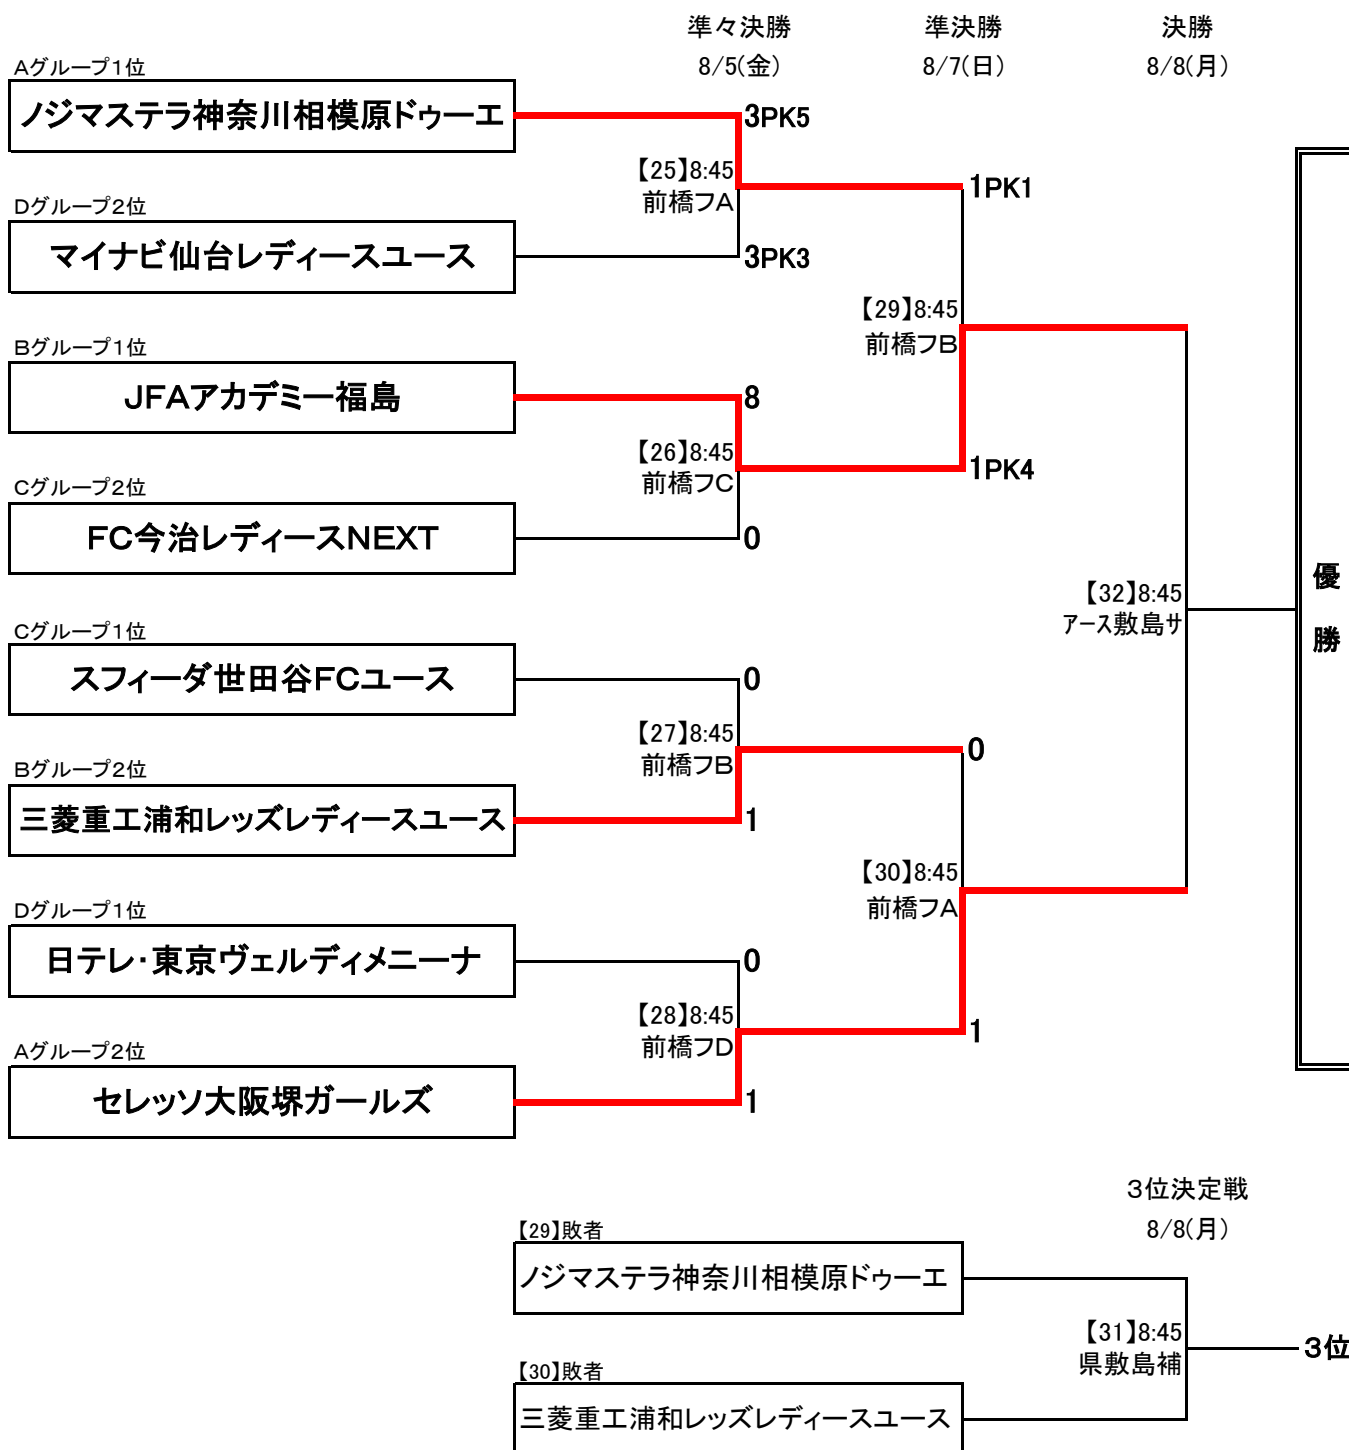 準々決勝
準決勝
決勝
8/5(金)
8/7(日)
8/8(月)
Aグループ1位
ノジマステラ神奈川相模原ドゥーエ
3PK5
【25】8:45
前橋フA
1PK1
Dグループ2位
マイナビ仙台レディースユース
3PK3
【29】8:45
前橋フB
Bグループ1位
JFAアカデミー福島
8
【26】8:45
前橋フC
1PK4
Cグループ2位
FC今治レディースNEXT
0
優
勝
【32】8:45
アース敷島サ
Cグループ1位
スフィーダ世田谷FCユース
0
【27】8:45
前橋フB
0
Bグループ2位
三菱重工浦和レッズレディースユース
1
【30】8:45
前橋フA
Dグループ1位
日テレ・東京ヴェルディメニーナ
0
【28】8:45
前橋フD
1
Aグループ2位
セレッソ大阪堺ガールズ
1
3位決定戦
8/8(月)
【29】敗者
ノジマステラ神奈川相模原ドゥーエ
【31】8:45
県敷島補
3位
【30】敗者
三菱重工浦和レッズレディースユース